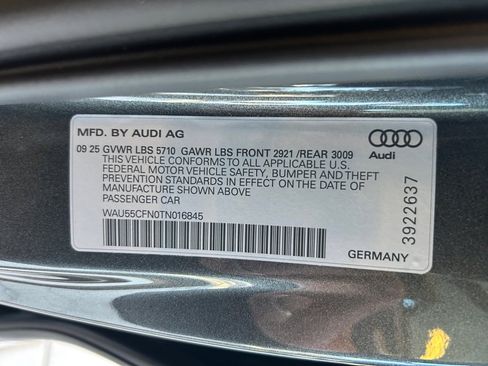 MFD. BY AUDI AG
09 25 GVWR LBS 5710 GAWR LBS FRONT 2921 /REAR 3009
THIS VEHICLE CONFORMS TO ALL APPLICABLE U.S.
FEDERAL MOTOR VEHICLE SAFETY, BUMPER AND THEFT
PREVENTION STANDARDS IN EFFECT ON THE DATE OF
MANUFACTURE SHOWN ABOVE
PASSENGER CAR
WAU55CFN0TN016845
Audi
3922637
GERMANY